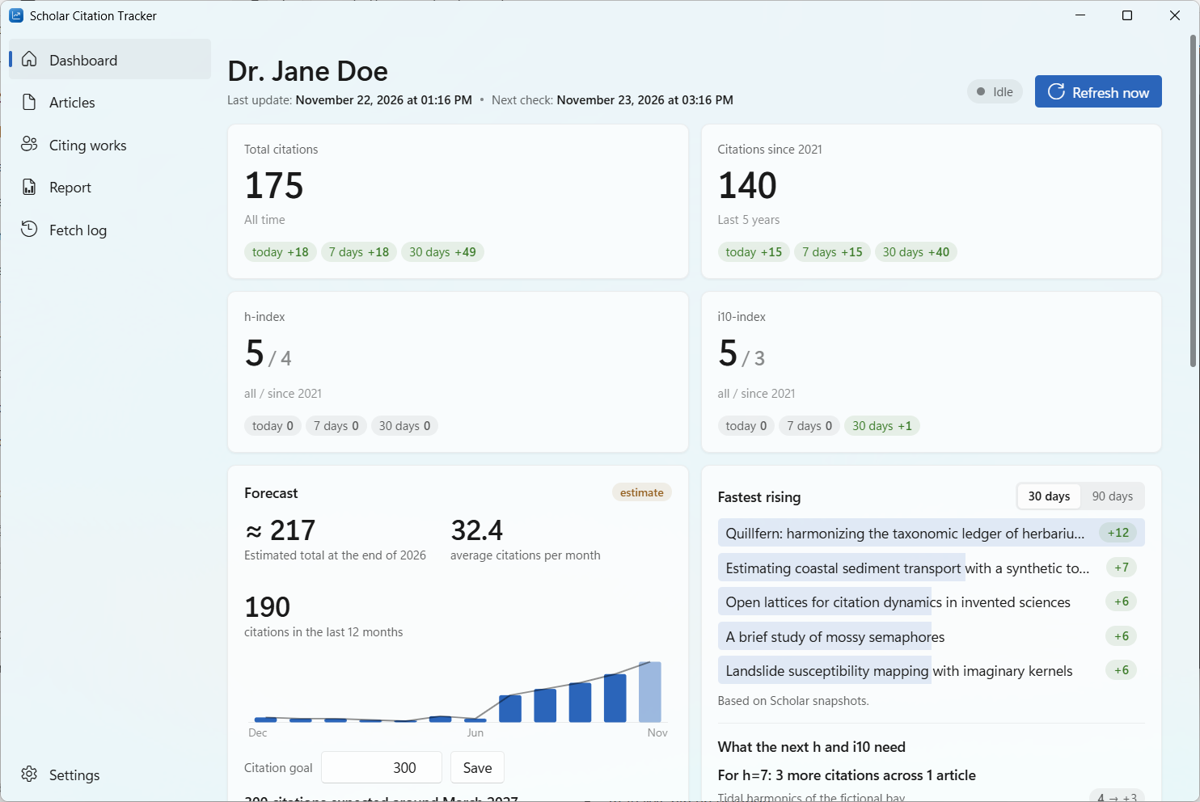 Scholar Citation Tracker
Dashboard
Articles
Citing works
Report
Fetch log
Settings
Dr. Jane Doe
Last update: November 22, 2026 at 01:16 PM • Next check: November 23, 2026 at 03:16 PM
Idle
Refresh now
Total citations
175
All time
today +18 7 days +18 30 days +49
Citations since 2021
140
Last 5 years
today +15 7 days +15 30 days +40
h-index
5 / 4
all / since 2021
today 0 7 days 0 30 days 0
i10-index
5 / 3
all / since 2021
today 0 7 days 0 30 days +1
Forecast
estimate
≈ 217
Estimated total at the end of 2026
32.4
average citations per month
190
citations in the last 12 months
Dec Jun Nov
Citation goal 300 Save
300 citations expected around March 2027
Fastest rising
30 days 90 days
Quillfern: harmonizing the taxonomic ledger of herbariu... +12
Estimating coastal sediment transport with a synthetic to... +7
Open lattices for citation dynamics in invented sciences +6
A brief study of mossy semaphores +6
Landslide susceptibility mapping with imaginary kernels +6
Based on Scholar snapshots.
What the next h and i10 need
For h=7: 3 more citations across 1 article
Tidal harmonics of the fictional bay 4 → +3